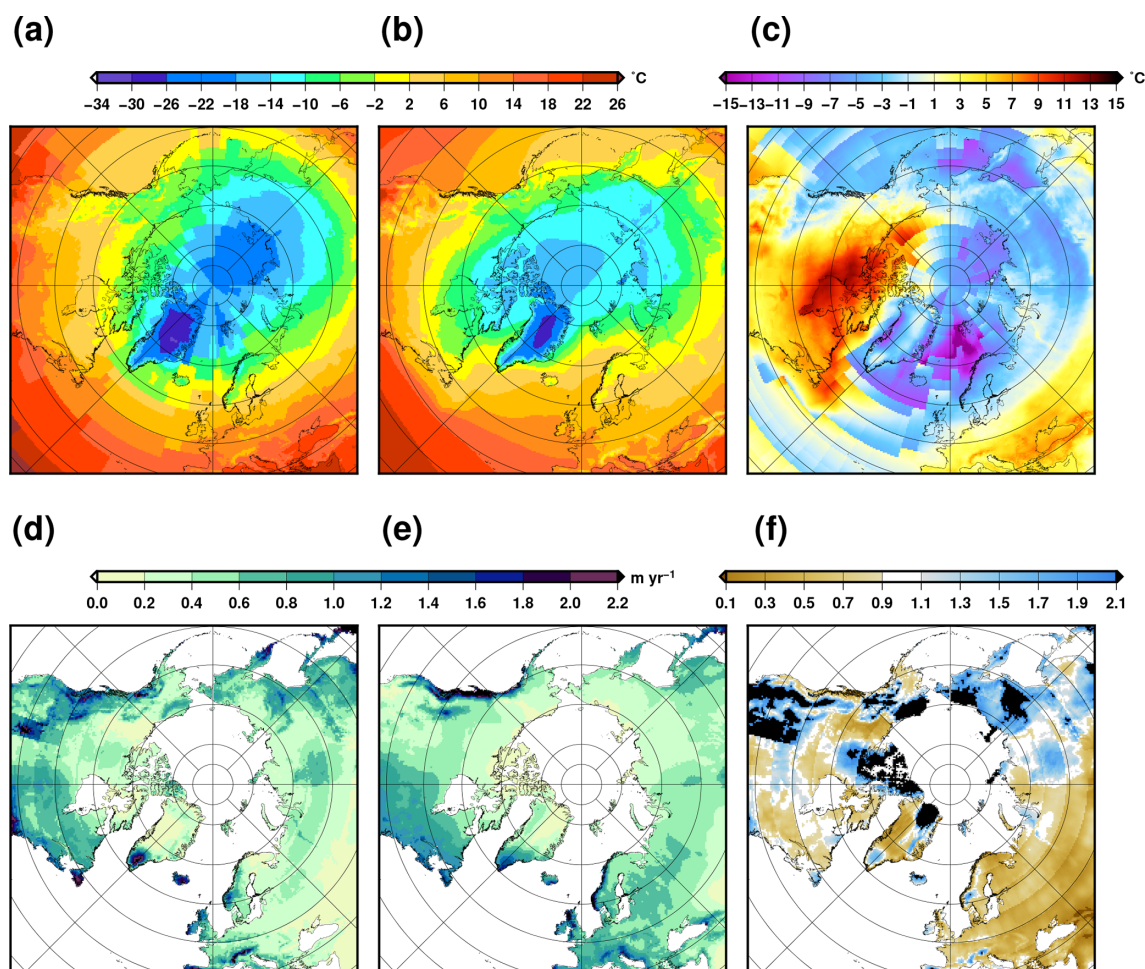 (a) (b) (c)
°C °C
−34 −30 −26 −22 −18 −14 −10 −6 −2 2 6 10 14 18 22 26 −15 −13 −11 −9 −7 −5 −3 −1 1 3 5 7 9 11 13 15
(d) (e) (f)
m yr⁻¹
0.0 0.2 0.4 0.6 0.8 1.0 1.2 1.4 1.6 1.8 2.0 2.2 0.1 0.3 0.5 0.7 0.9 1.1 1.3 1.5 1.7 1.9 2.1